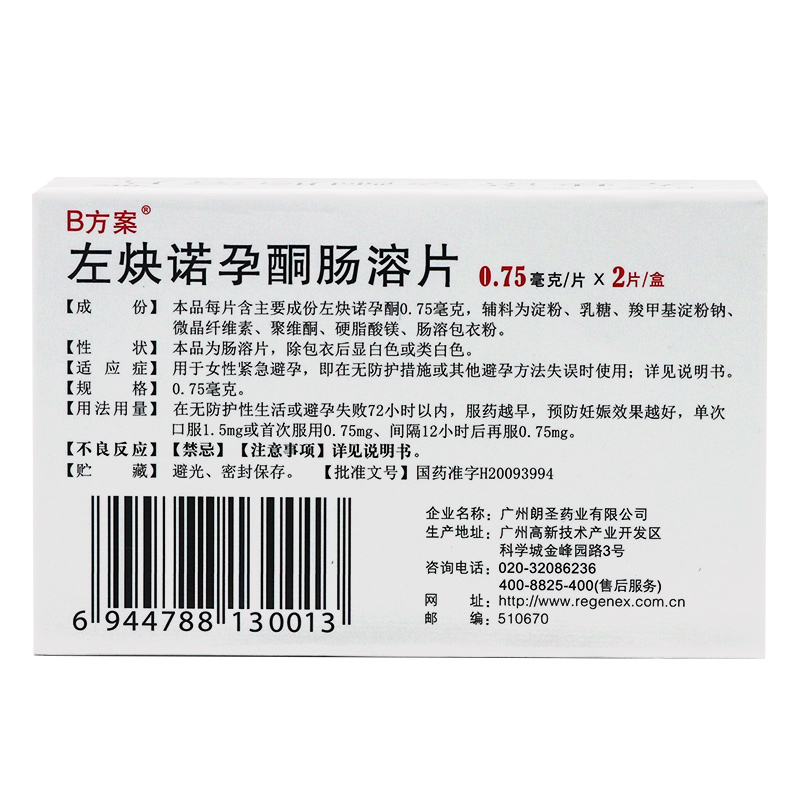 B方案®
左炔诺孕酮肠溶片 0.75毫克/片 x 2片/盒
【成 份】 本品每片含主要成份左炔诺孕酮0.75毫克，辅料为淀粉、乳糖、羧甲基淀粉钠、
微晶纤维素、聚维酮、硬脂酸镁、肠溶包衣粉。
【性 状】 本品为肠溶片，除包衣后显白色或类白色。
【适 应 症】 用于女性紧急避孕，即在无防护措施或其他避孕方法失误时使用；详见说明书。
【规 格】 0.75毫克。
【用法用量】 在无防护性生活或避孕失败72小时以内，服药越早，预防妊娠效果越好，单次
口服1.5mg或首次服用0.75mg、间隔12小时后再服0.75mg。
【不良反应】【禁忌】【注意事项】详见说明书。
【贮 藏】 避光、密封保存。 【批准文号】国药准字H20093994
企业名称：广州朗圣药业有限公司
生产地址：广州高新技术产业开发区
科学城金峰园路3号
咨询电话：020-32086236
400-8825-400(售后服务)
网 址：http://www.regenex.com.cn
邮 编：510670
6 944788 130013